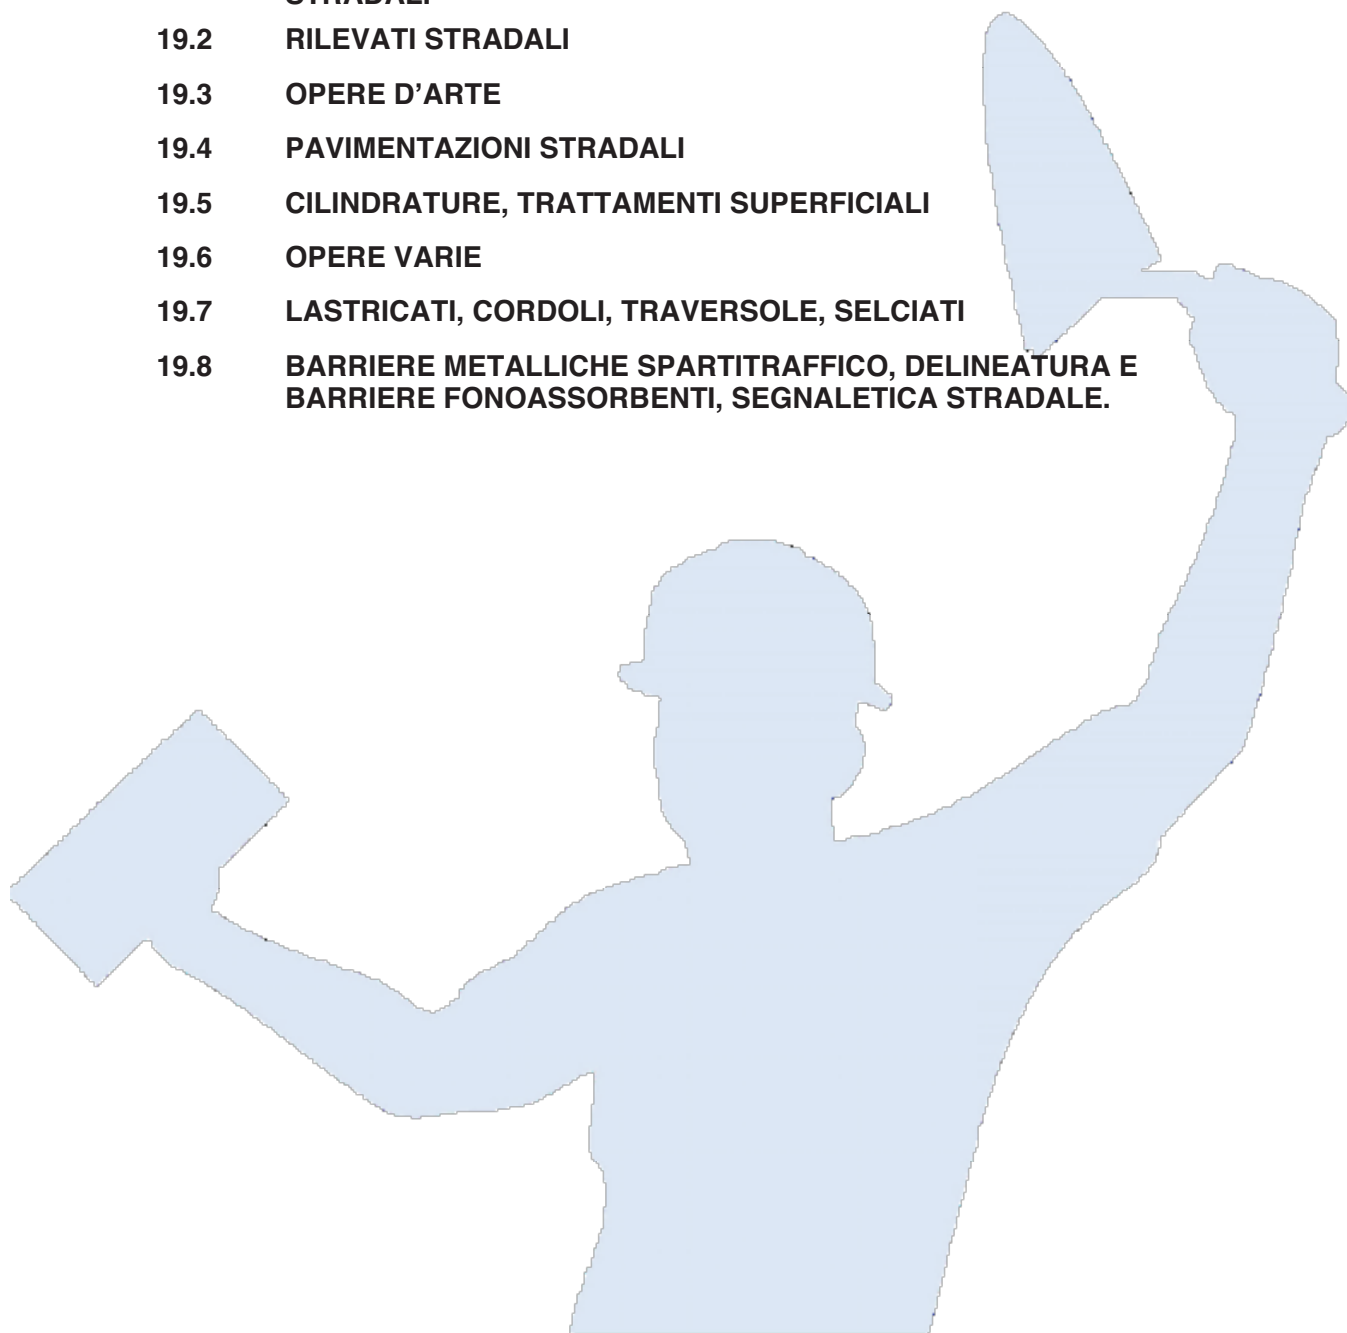 STRADALI
19.2 RILEVATI STRADALI
19.3 OPERE D’ARTE
19.4 PAVIMENTAZIONI STRADALI
19.5 CILINDRATURE, TRATTAMENTI SUPERFICIALI
19.6 OPERE VARIE
19.7 LASTRICATI, CORDOLI, TRAVERSOLE, SELCIATI
19.8 BARRIERE METALLICHE SPARTITRAFFICO, DELINEATURA E
BARRIERE FONOASSORBENTI, SEGNALETICA STRADALE.